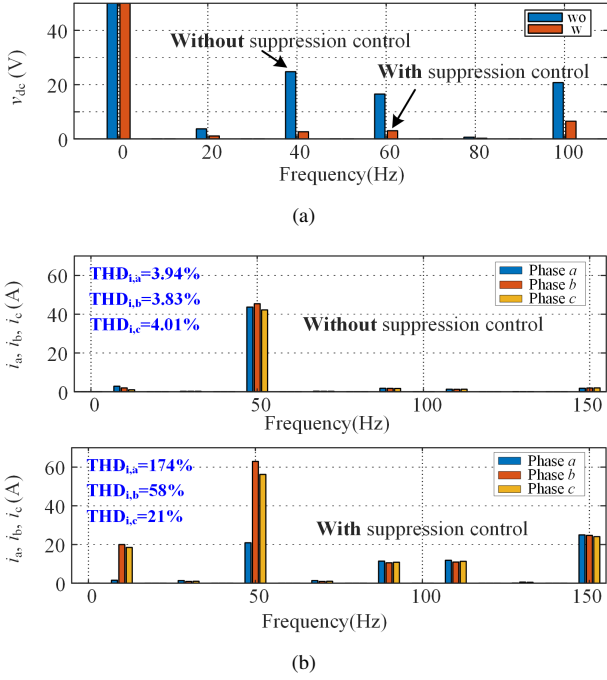 wo
w
Without suppression control
With suppression control
v_dc (V)
40
20
0
0 20 40 60 80 100
Frequency(Hz)
(a)
THD_i,a=3.94%
THD_i,b=3.83%
THD_i,c=4.01%
Phase a
Phase b
Phase c
Without suppression control
i_a, i_b, i_c (A)
60
40
20
0
0 50 100 150
Frequency(Hz)
THD_i,a=174%
THD_i,b=58%
THD_i,c=21%
Phase a
Phase b
Phase c
With suppression control
i_a, i_b, i_c (A)
60
40
20
0
0 50 100 150
Frequency(Hz)
(b)